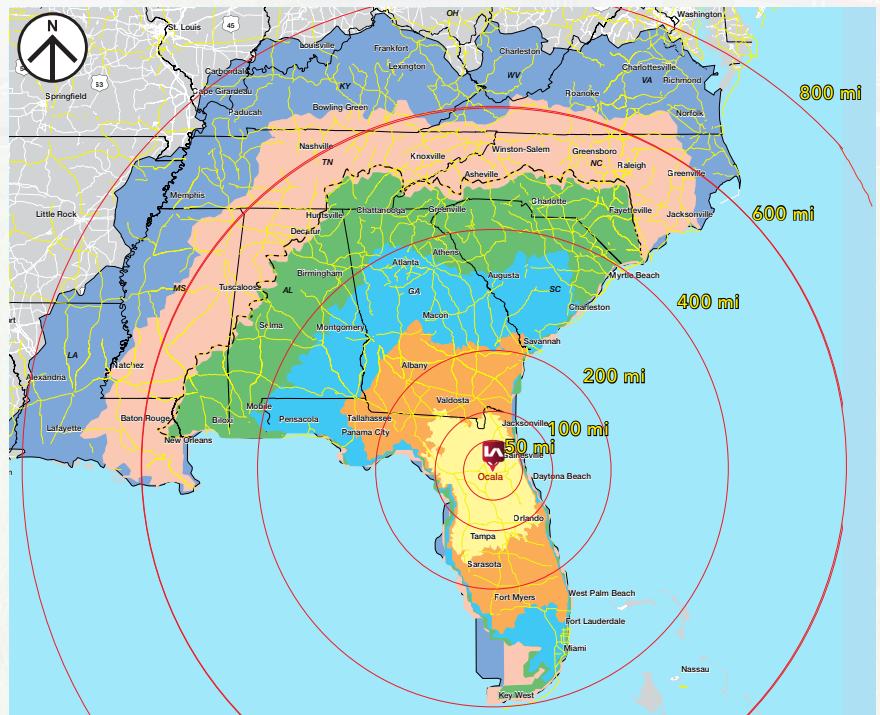 OH
Washington
N
St. Louis
45
Louisville
Frankfort
Charleston
Carbondale
Lexington
Charlottesville
53
Springfield
Cape Girardeau
KY
WV
VA
Richmond
Roanoke
800 mi
Paducah
Bowling Green
Norfolk
Nashville
Winston-Salem
Greensboro
Knoxville
TN
NC
Raleigh
Asheville
Greenville
Memphis
Charlotte
Little Rock
Huntsville
Chattanooga
Greenville
Fayetteville
Jacksonville
600 mi
Decatur
Athens
Atlanta
Birmingham
Augusta
Myrtle Beach
MS
Tuscaloosa
AL
GA
SC
400 mi
Charleston
Macon
Selma
Montgomery
Savannah
LA
Natchez
Albany
200 mi
Alexandria
Valdosta
Mobile
Baton Rouge
Biloxi
Pensacola
Tallahassee
Jacksonville
100 mi
Lafayette
Panama City
New Orleans
50 mi
Gainesville
Ocala
Daytona Beach
Orlando
Tampa
Sarasota
West Palm Beach
Fort Myers
Fort Lauderdale
Miami
Nassau
Key West